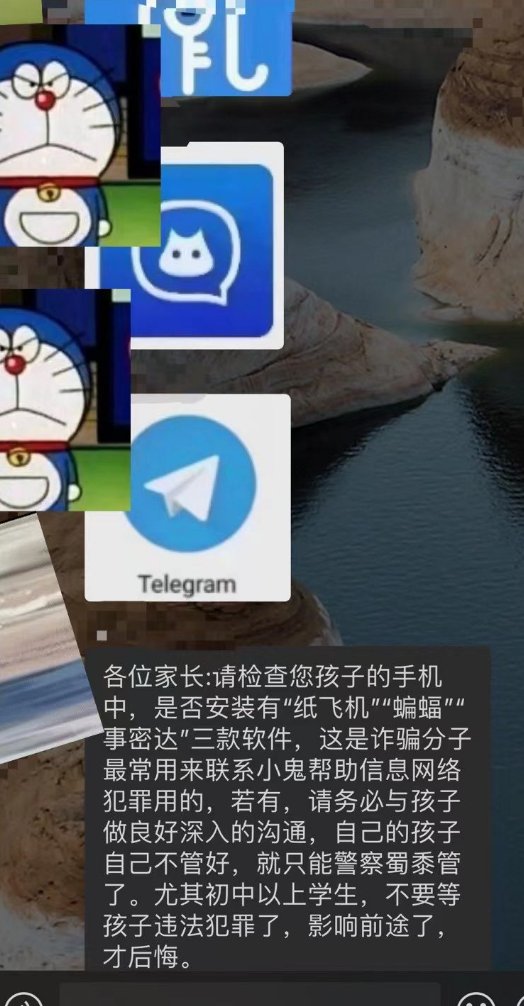 Telegram
各位家长:请检查您孩子的手机
中，是否安装有“纸飞机”“蝙蝠”“
事密达”三款软件，这是诈骗分子
最常用来联系小鬼帮助信息网络
犯罪用的，若有，请务必与孩子
做良好深入的沟通，自己的孩子
自己不管好，就只能警察蜀黍管
了。尤其初中以上学生，不要等
孩子违法犯罪了，影响前途了，
才后悔。